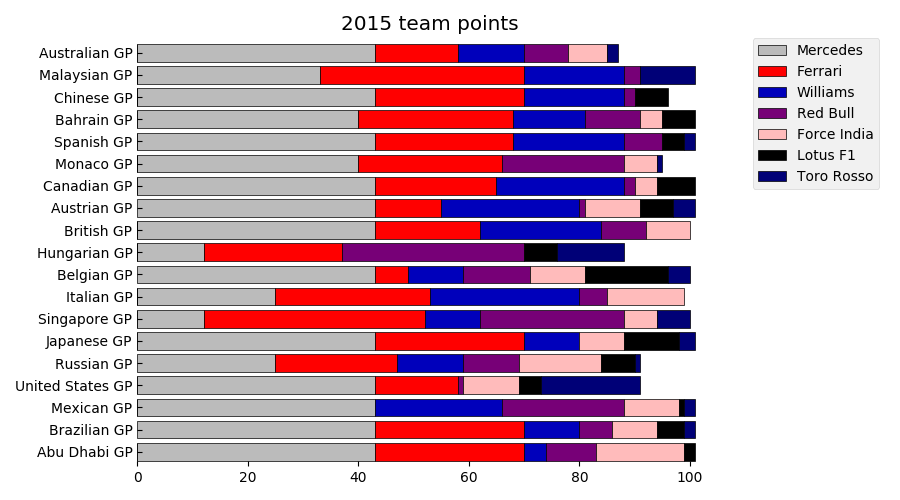 2015 team points
Australian GP
Malaysian GP
Chinese GP
Bahrain GP
Spanish GP
Monaco GP
Canadian GP
Austrian GP
British GP
Hungarian GP
Belgian GP
Italian GP
Singapore GP
Japanese GP
Russian GP
United States GP
Mexican GP
Brazilian GP
Abu Dhabi GP
0 20 40 60 80 100
Mercedes
Ferrari
Williams
Red Bull
Force India
Lotus F1
Toro Rosso